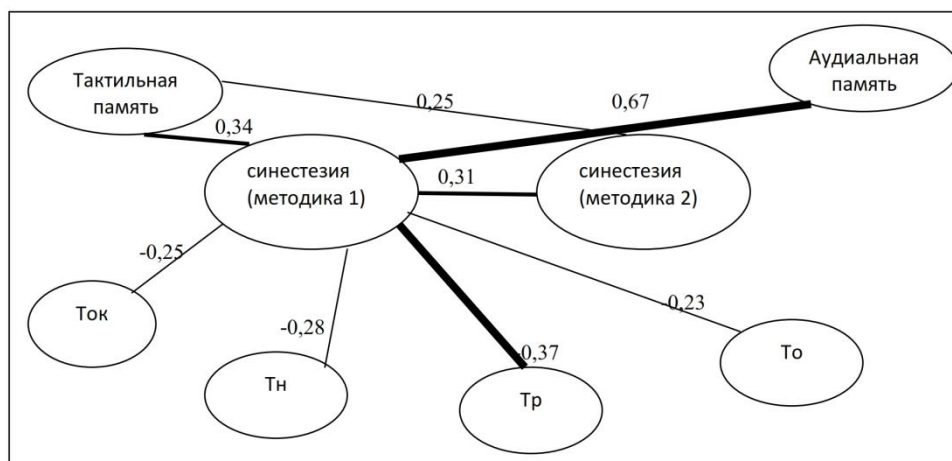 Тактильная
память
Аудиальная
память
0,25
0,67
0,34
синестезия
(методика 1)
0,31
синестезия
(методика 2)
-0,25
-0,28
-0,37
-0,23
Ток
Тн
Тр
То